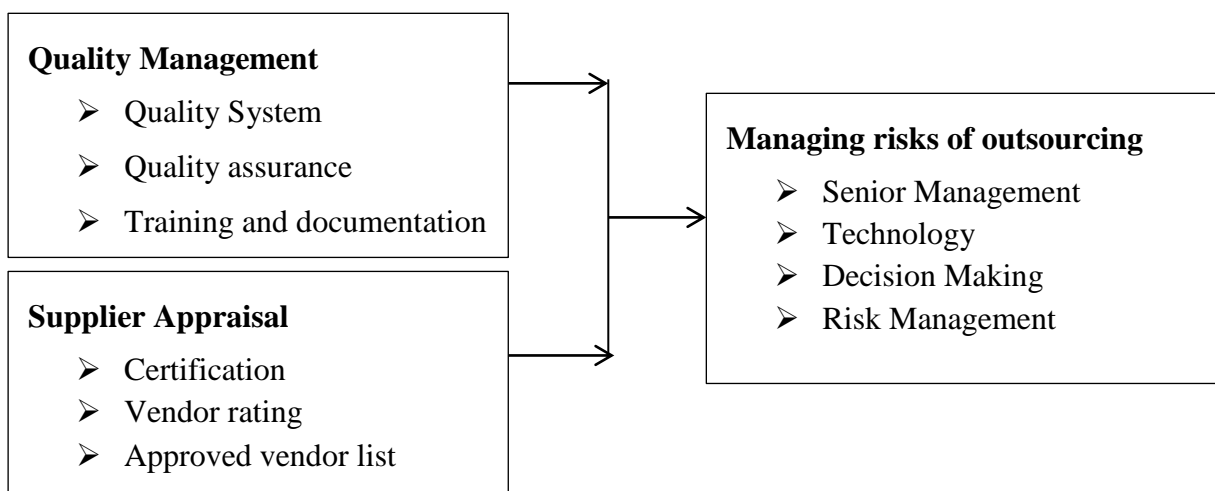 Quality Management
➢ Quality System
➢ Quality assurance
➢ Training and documentation
Supplier Appraisal
➢ Certification
➢ Vendor rating
➢ Approved vendor list
Managing risks of outsourcing
➢ Senior Management
➢ Technology
➢ Decision Making
➢ Risk Management